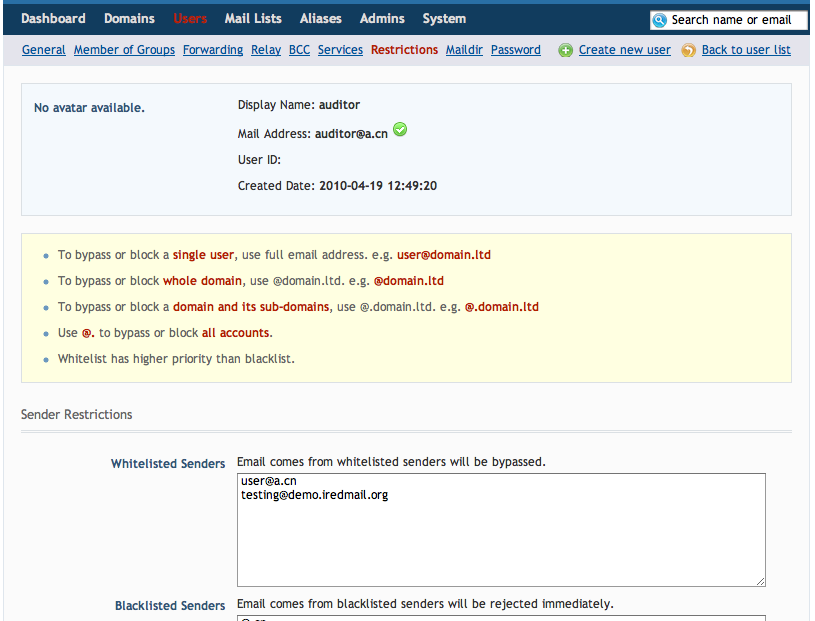 Dashboard Domains Users Mail Lists Aliases Admins System Search name or email
General Member of Groups Forwarding Relay BCC Services Restrictions Maildir Password Create new user Back to user list
No avatar available.
Display Name: auditor
Mail Address: auditor@a.cn
User ID:
Created Date: 2010-04-19 12:49:20
To bypass or block a single user, use full email address. e.g. user@domain.ltd
To bypass or block whole domain, use @domain.ltd. e.g. @domain.ltd
To bypass or block a domain and its sub-domains, use @.domain.ltd. e.g. @.domain.ltd
Use @. to bypass or block all accounts.
Whitelist has higher priority than blacklist.
Sender Restrictions
Whitelisted Senders Email comes from whitelisted senders will be bypassed.
user@a.cn
testing@demo.iredmail.org
Blacklisted Senders Email comes from blacklisted senders will be rejected immediately.